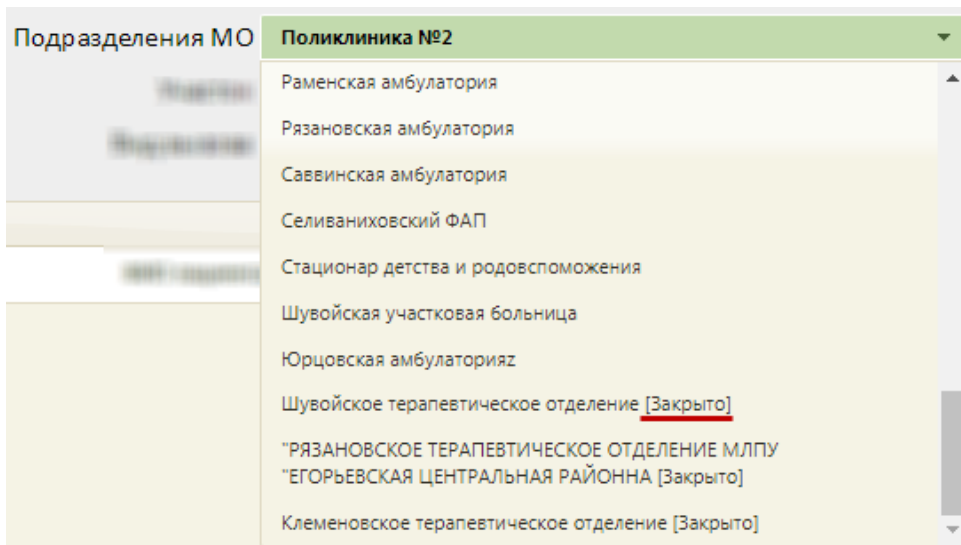 Подразделения МО Поликлиника №2
Раменская амбулатория
Рязановская амбулатория
Саввинская амбулатория
Селиваниховский ФАП
Стационар детства и родовспоможения
Шувойская участковая больница
Юрцовская амбулаторияz
Шувойское терапевтическое отделение [Закрыто]
"РЯЗАНОВСКОЕ ТЕРАПЕВТИЧЕСКОЕ ОТДЕЛЕНИЕ МЛПУ
"ЕГОРЬЕВСКАЯ ЦЕНТРАЛЬНАЯ РАЙОННА [Закрыто]
Клеменовское терапевтическое отделение [Закрыто]